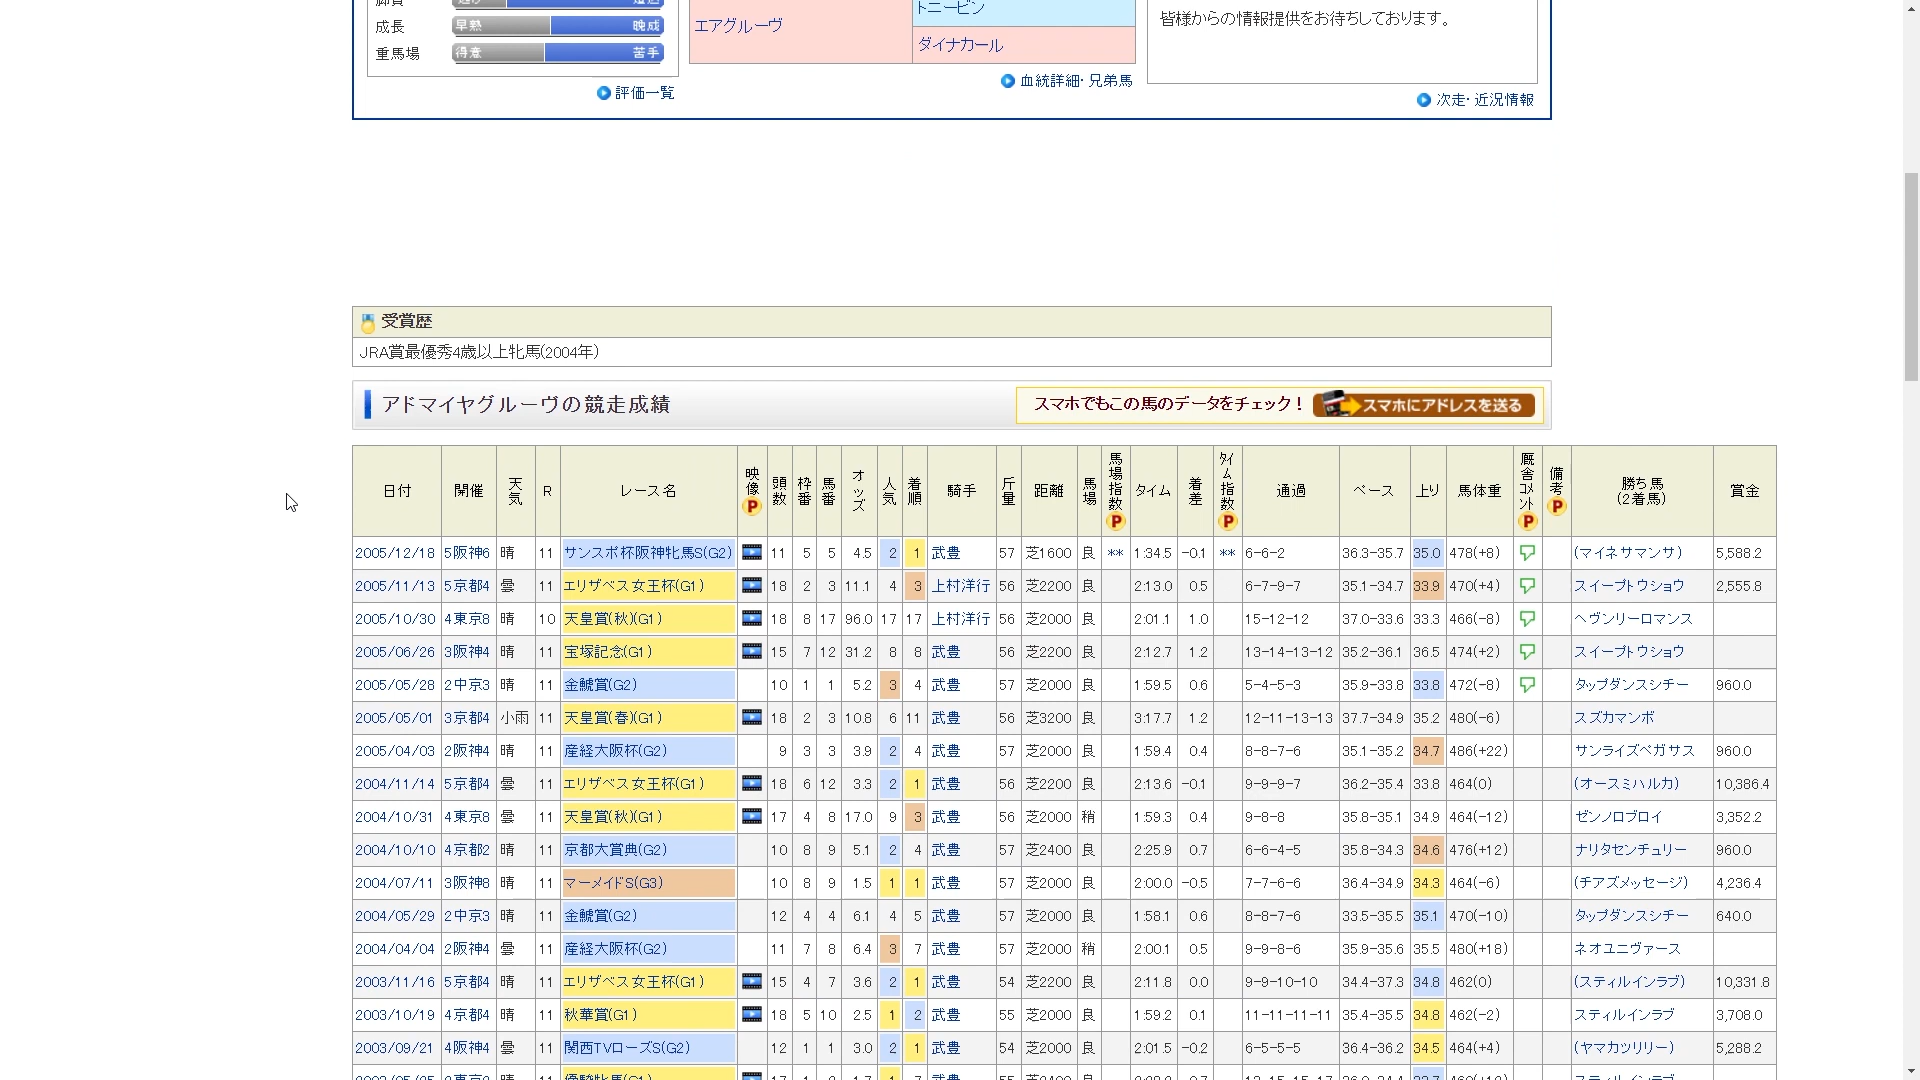 脚質
成長 早熟 晩成
重馬場 得意 苦手
評価一覧
エアグルーヴ
トニービン
ダイナカール
血統詳細・兄弟馬
皆様からの情報提供をお待ちしております。
次走・近況情報
受賞歴
JRA賞最優秀4歳以上牝馬(2004年)
アドマイヤグルーヴの競走成績
スマホでもこの馬のデータをチェック! スマホにアドレスを送る
日付 開催 天気 R レース名 映像 P 頭数 枠番 馬番 オッズ 人気 着順 騎手 斤量 距離 馬場 馬場指数 P タイム 着差 タイム指数 P 通過 ペース 上り 馬体重 厩舎コメント P 備考 P 勝ち馬(2着馬) 賞金
2005/12/18 5阪神6 晴 11 サンスポ杯阪神牝馬S(G2) 11 5 5 4.5 2 1 武豊 57 芝1600 良 ** 1:34.5 -0.1 ** 6-6-2 36.3-35.7 35.0 478(+8) (マイネサマンサ) 5,588.2
2005/11/13 5京都4 曇 11 エリザベス女王杯(G1) 18 2 3 11.1 4 3 上村洋行 56 芝2200 良 2:13.0 0.5 6-7-9-7 35.1-34.7 33.9 470(+4) スイープトウショウ 2,555.8
2005/10/30 4東京8 晴 10 天皇賞(秋)(G1) 18 8 17 96.0 17 17 上村洋行 56 芝2000 良 2:01.1 1.0 15-12-12 37.0-33.6 33.3 466(-8) ヘヴンリーロマンス
2005/06/26 3阪神4 晴 11 宝塚記念(G1) 15 7 12 31.2 8 8 武豊 56 芝2200 良 2:12.7 1.2 13-14-13-12 35.2-36.1 36.5 474(+2) スイープトウショウ
2005/05/28 2中京3 晴 11 金鯱賞(G2) 10 1 1 5.2 3 4 武豊 57 芝2000 良 1:59.5 0.6 5-4-5-3 35.9-33.8 33.8 472(-8) タップダンスシチー 960.0
2005/05/01 3京都4 小雨 11 天皇賞(春)(G1) 18 2 3 10.8 6 11 武豊 56 芝3200 良 3:17.7 1.2 12-11-13-13 37.7-34.9 35.2 480(-6) スズカマンボ
2005/04/03 2阪神4 晴 11 産経大阪杯(G2) 9 3 3 3.9 2 4 武豊 57 芝2000 良 1:59.4 0.4 8-8-7-6 35.1-35.2 34.7 486(+22) サンライズペガサス 960.0
2004/11/14 5京都4 曇 11 エリザベス女王杯(G1) 18 6 12 3.3 2 1 武豊 56 芝2200 良 2:13.6 -0.1 9-9-9-7 36.2-35.4 33.8 464(0) (オースミハルカ) 10,386.4
2004/10/31 4東京8 曇 11 天皇賞(秋)(G1) 17 4 8 17.0 9 3 武豊 56 芝2000 稍 1:59.3 0.4 9-8-8 35.8-35.1 34.9 464(-12) ゼンノロブロイ 3,352.2
2004/10/10 4京都2 晴 11 京都大賞典(G2) 10 8 9 5.1 2 4 武豊 57 芝2400 良 2:25.9 0.7 6-6-4-5 35.8-34.3 34.6 476(+12) ナリタセンチュリー 960.0
2004/07/11 3阪神8 晴 11 マーメイドS(G3) 10 8 9 1.5 1 1 武豊 57 芝2000 良 2:00.0 -0.5 7-7-6-6 36.4-34.9 34.3 464(-6) (チアズメッセージ) 4,236.4
2004/05/29 2中京3 晴 11 金鯱賞(G2) 12 4 4 6.1 4 5 武豊 57 芝2000 良 1:58.1 0.6 8-8-7-6 33.5-35.5 35.1 470(-10) タップダンスシチー 640.0
2004/04/04 2阪神4 曇 11 産経大阪杯(G2) 11 7 8 6.4 3 7 武豊 57 芝2000 稍 2:00.1 0.5 9-9-8-6 35.9-35.6 35.5 480(+18) ネオユニヴァース
2003/11/16 5京都4 晴 11 エリザベス女王杯(G1) 15 4 7 3.6 2 1 武豊 54 芝2200 良 2:11.8 0.0 9-9-10-10 34.4-37.3 34.8 462(0) (スティルインラブ) 10,331.8
2003/10/19 4京都4 晴 11 秋華賞(G1) 18 5 10 2.5 1 2 武豊 55 芝2000 良 1:59.2 0.1 11-11-11-11 35.4-35.5 34.8 462(-2) スティルインラブ 3,708.0
2003/09/21 4阪神4 曇 11 関西TVローズS(G2) 12 1 1 3.0 2 1 武豊 54 芝2000 良 2:01.5 -0.2 6-5-5-5 36.4-36.2 34.5 464(+4) (ヤマカツリリー) 5,288.2